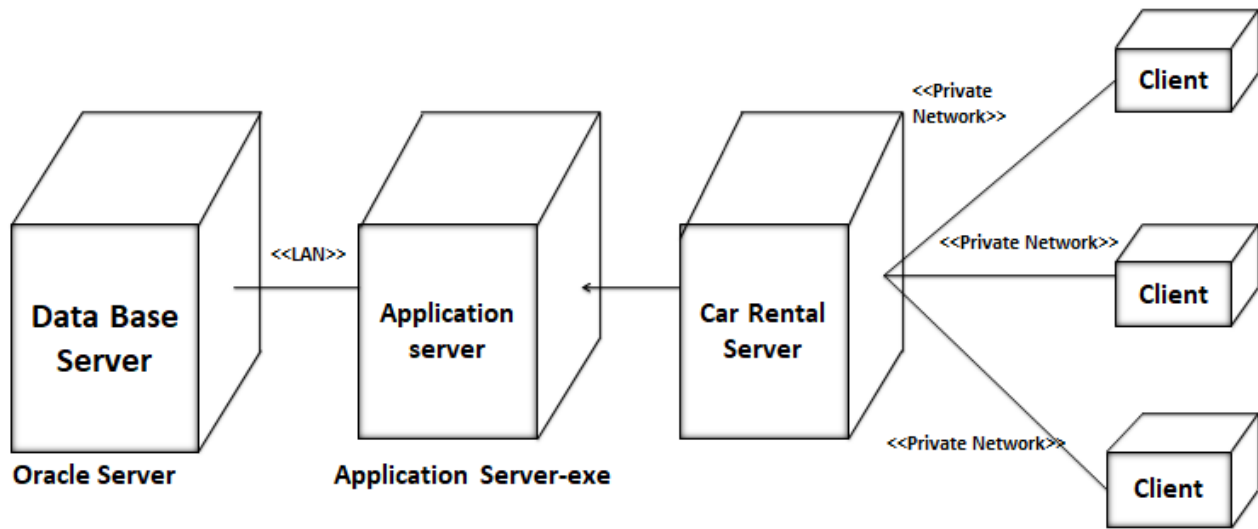 <<Private
Network>>
Client
<<LAN>>
<<Private Network>>
Client
Data Base
Server
Application
server
Car Rental
Server
<<Private Network>>
Client
Oracle Server
Application Server-exe